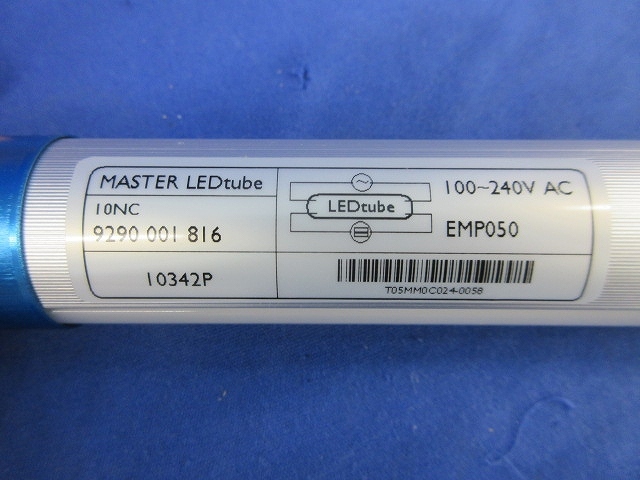 MASTER LEDtube
10NC
9290 001 816
10342P
~
LEDtube
100~240V AC
EMP050
T05MM0C024-0058